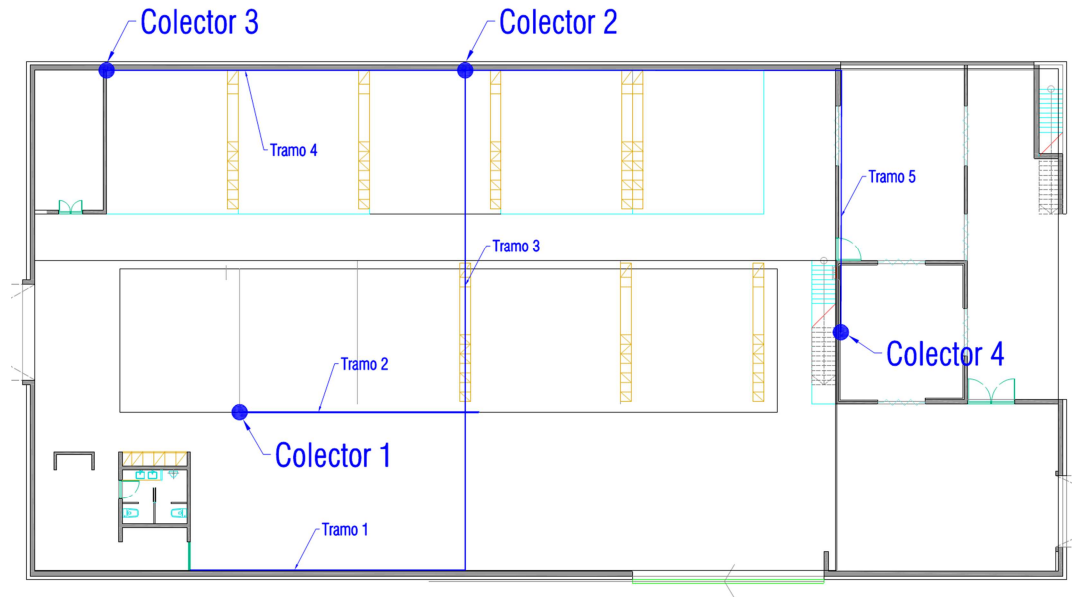 Colector 3
Colector 2
Tramo 4
Tramo 5
Tramo 3
Tramo 2
Colector 4
Colector 1
Tramo 1